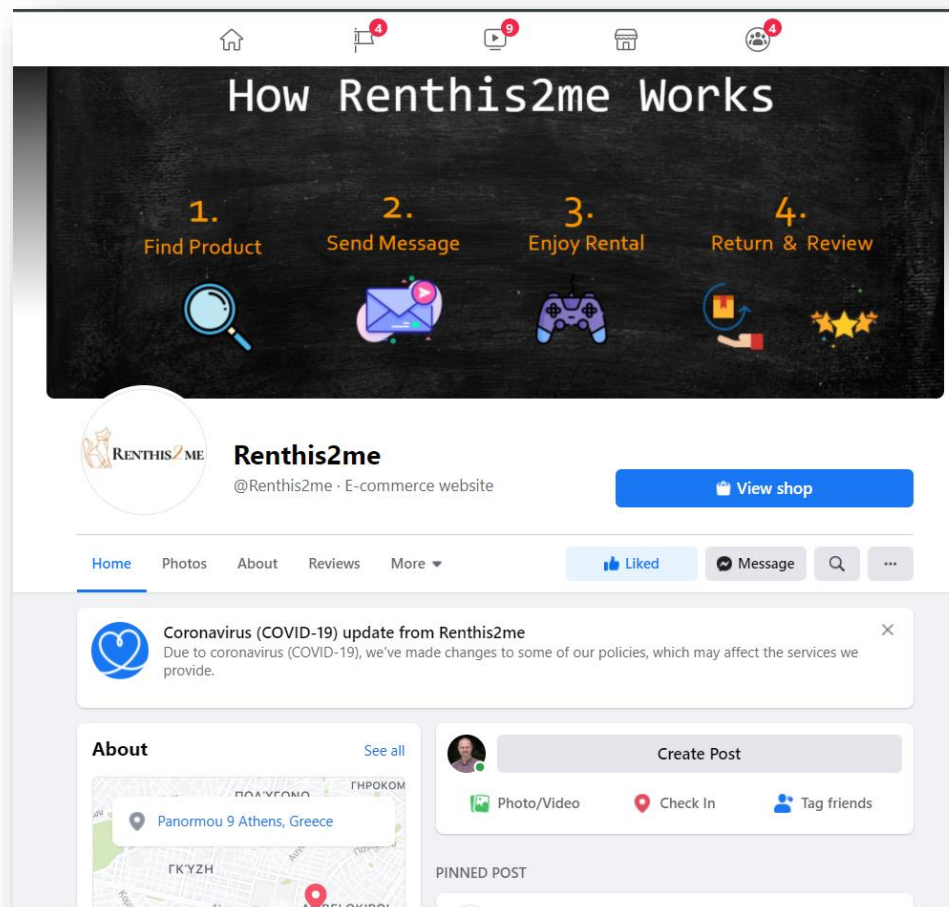 4
9
4
How Renthis2me Works
1.
2.
3.
4.
Find Product
Send Message
Enjoy Rental
Return & Review
RENTHIS2ME
Renthis2me
@Renthis2me · E-commerce website
View shop
Home
Photos
About
Reviews
More
Liked
Message
Coronavirus (COVID-19) update from Renthis2me
Due to coronavirus (COVID-19), we've made changes to some of our policies, which may affect the services we
provide.
About
See all
Create Post
Photo/Video
Check In
Tag friends
ΓΗΡΟΚΟΜ
Panormou 9 Athens, Greece
ΓΚΎΖΗ
PINNED POST